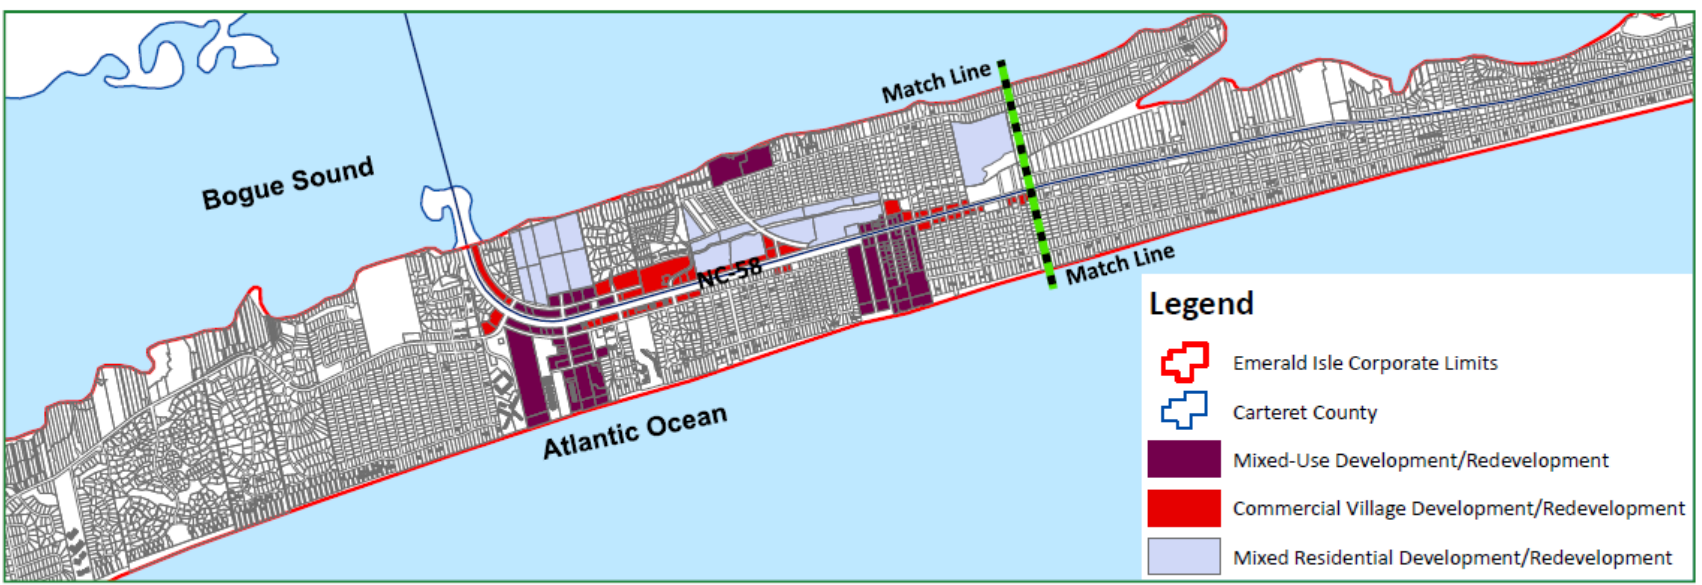 Match Line
Bogue Sound
NC-58
Match Line
Atlantic Ocean
Legend
Emerald Isle Corporate Limits
Carteret County
Mixed-Use Development/Redevelopment
Commercial Village Development/Redevelopment
Mixed Residential Development/Redevelopment